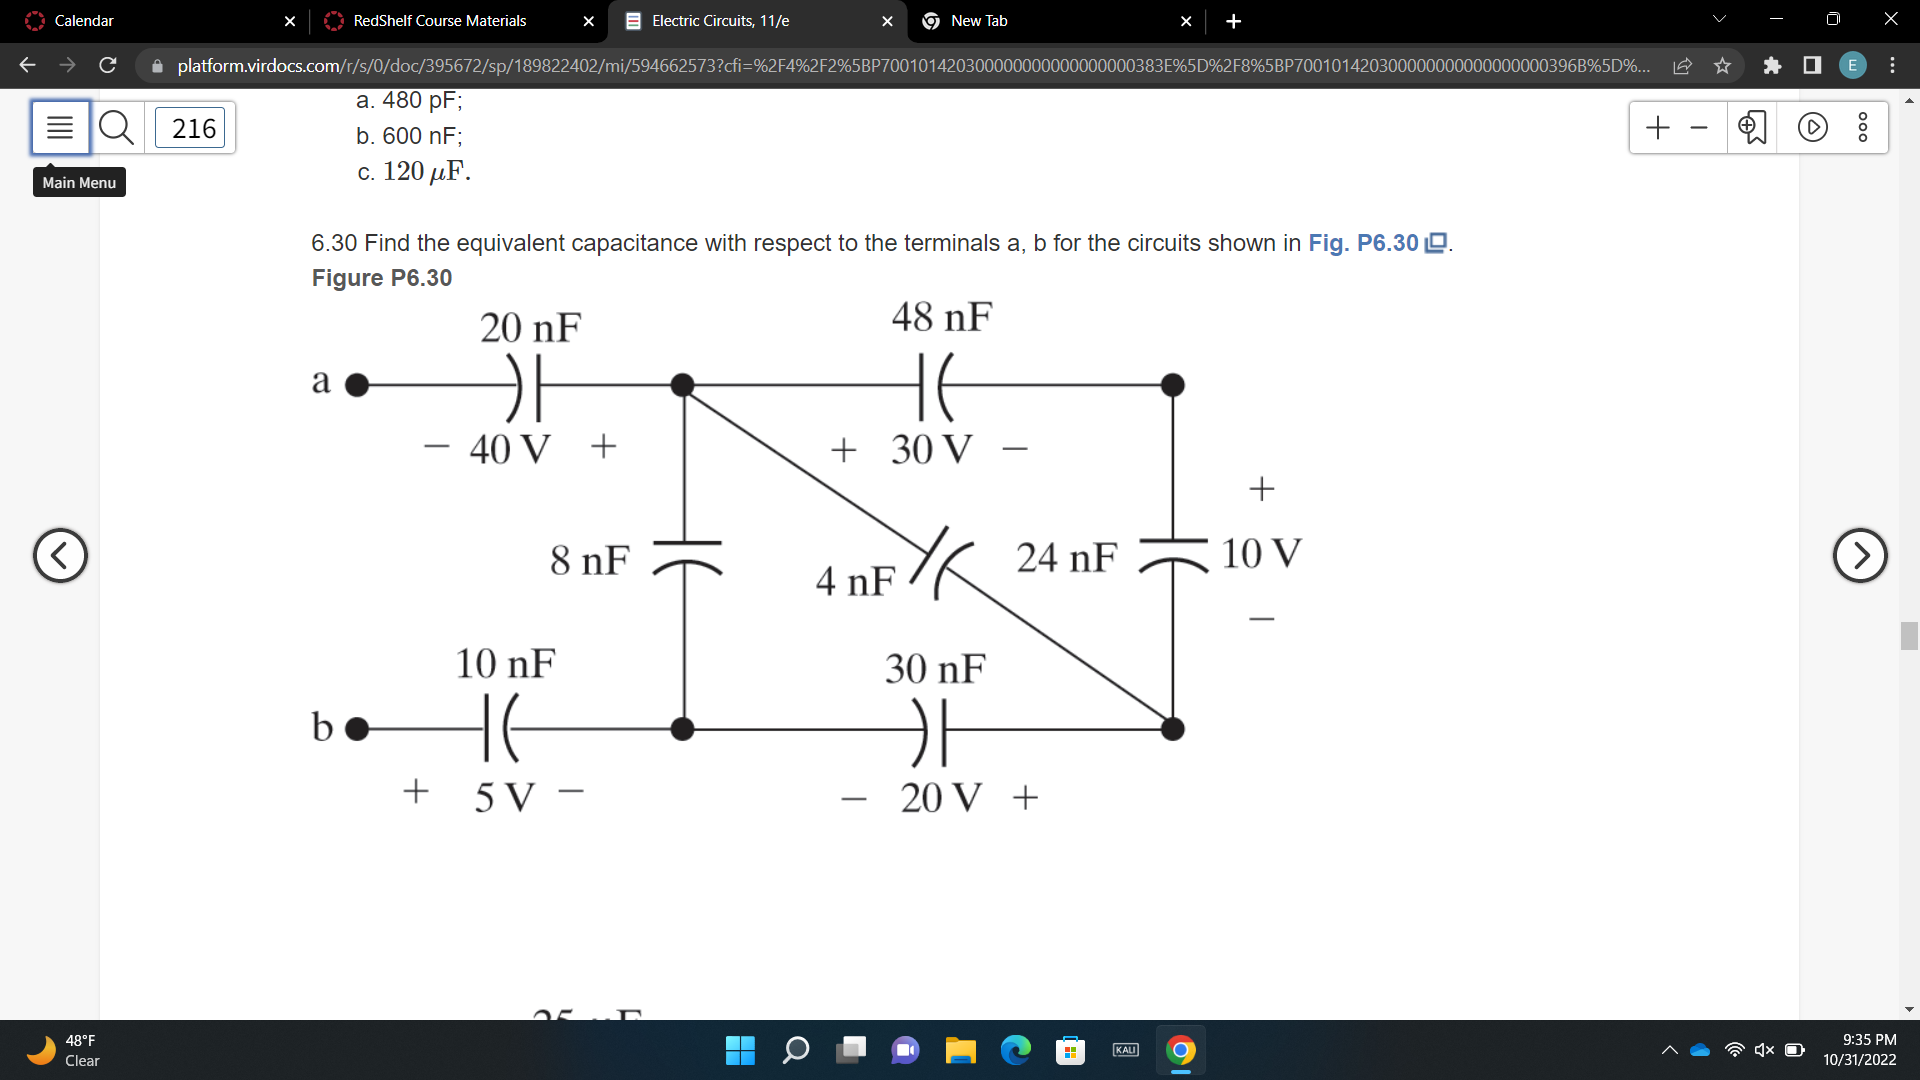 Calendar
RedShelf Course Materials
Electric Circuits, 11/e
New Tab
platform.virdocs.com/r/s/0/doc/395672/sp/189822402/mi/594662573?cfi=%2F4%2F2%5BP7001014203000000000000000000383E%5D%2F8%5BP7001014203000000000000000000396B%5D%...
E
216
Main Menu
a. 480 pF;
b. 600 nF;
c. 120 μF.
6.30 Find the equivalent capacitance with respect to the terminals a, b for the circuits shown in Fig. P6.30.
Figure P6.30
20 nF
48 nF
a
− 40 V +
+ 30 V −
+
8 nF
4 nF
24 nF
10 V
−
10 nF
30 nF
b
+ 5 V −
− 20 V +
48°F
Clear
KALI
9:35 PM
10/31/2022